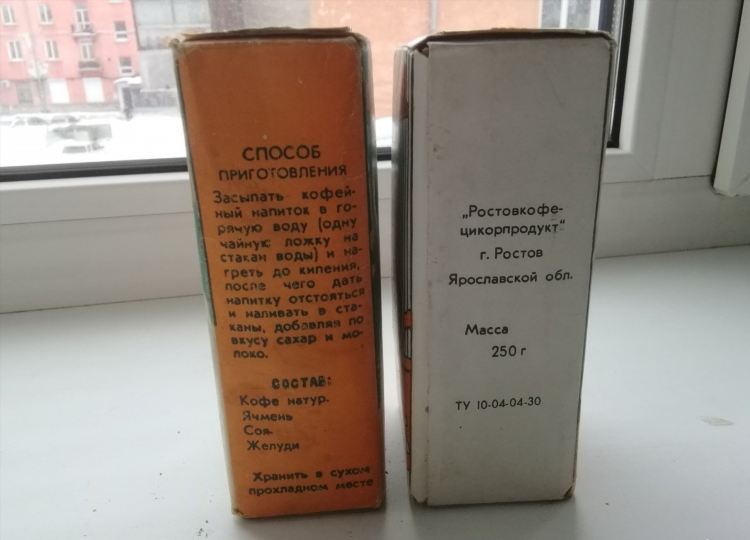 СПОСОБ
ПРИГОТОВЛЕНИЯ
Засыпать кофей-
ный напиток в го-
рячую воду (одну
чайную ложку на
стакан воды) и наг-
реть до кипения,
после чего дать
напитку отстояться
и наливать в ста-
каны, добавляя по
вкусу сахар и мо-
локо.
СОСТАВ:
Кофе натур.
Ячмень
Соя
Желуди
Хранить в сухом
прохладном месте
„Ростовкофе-
цикорпродукт"
г. Ростов
Ярославской обл.
Масса
250 г
ТУ 10-04-04-30